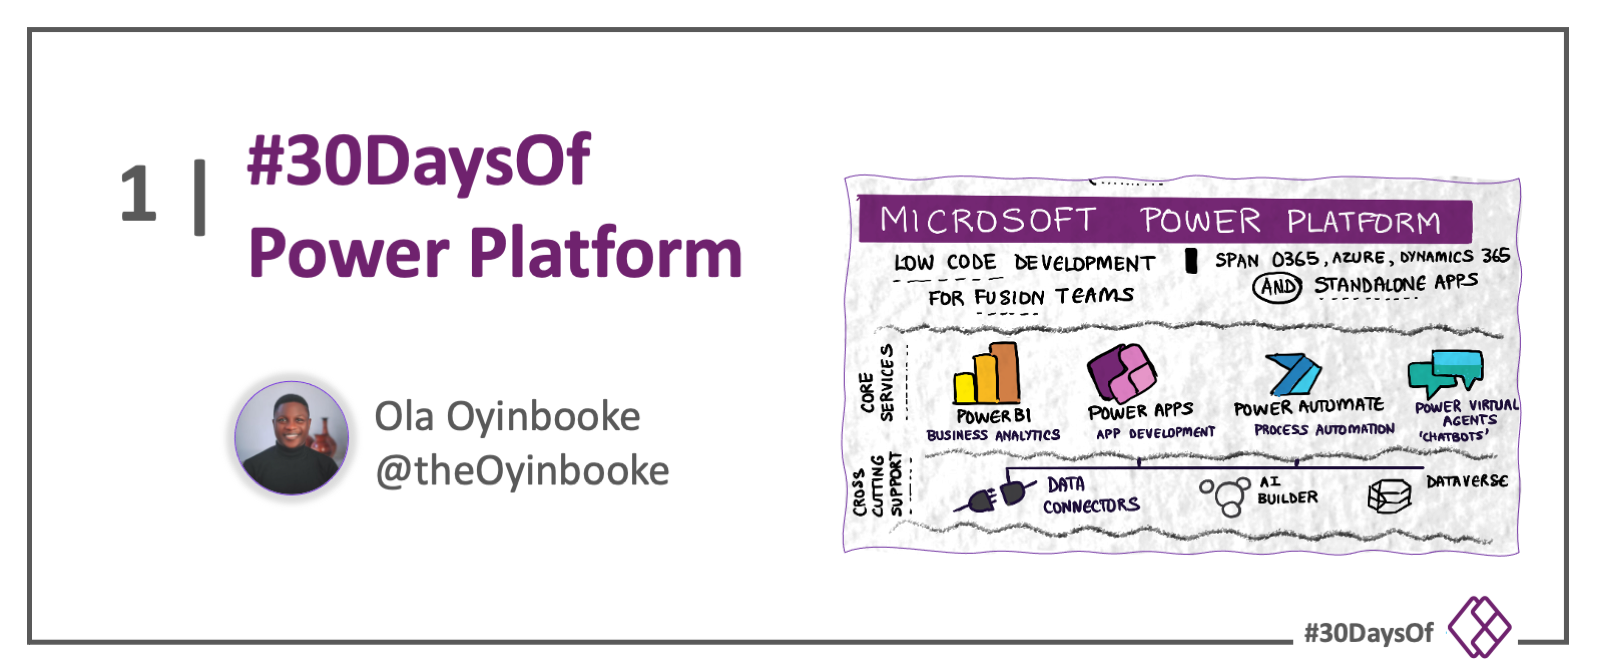 1 |
#30DaysOf
Power Platform
Ola Oyinbooke
@theOyinbooke
MICROSOFT POWER PLATFORM
LOW CODE DEVELOPMENT
FOR FUSION TEAMS
SPAN O365, AZURE, DYNAMICS 365
AND STANDALONE APPS
CORE
SERVICES
POWER BI
BUSINESS ANALYTICS
POWER APPS
APP DEVELOPMENT
POWER AUTOMATE
PROCESS AUTOMATION
POWER VIRTUAL
AGENTS
'CHATBOTS'
CROSS
CUTTING
SUPPORT
DATA
CONNECTORS
AI
BUILDER
DATAVERSE
#30DaysOf